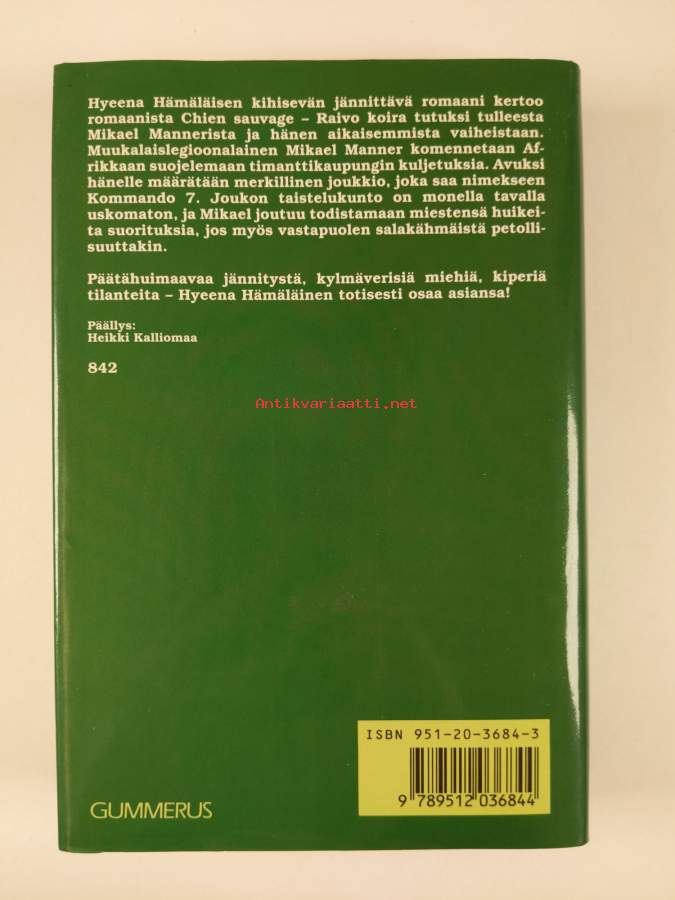 Hyeena Hämäläisen kihisevän jännittävä romaani kertoo
romaanista Chien sauvage – Raivo koira tutuksi tulleesta
Mikael Mannerista ja hänen aikaisemmista vaiheistaan.
Muukalaislegioonalainen Mikael Manner komennetaan Af-
rikkaan suojelemaan timanttikaupungin kuljetuksia. Avuksi
hänelle määrätään merkillinen joukkio, joka saa nimekseen
Kommando 7. Joukon taistelukunto on monella tavalla
uskomaton, ja Mikael joutuu todistamaan miestensä huikei-
ta suorituksia, jos myös vastapuolen salakähmäistä petolli-
suuttakin.
Päätähuimaavaa jännitystä, kylmäverisiä miehiä, kiperiä
tilanteita – Hyeena Hämäläinen totisesti osaa asiansa!
Päällys:
Heikki Kalliomaa
842
Antikvariaatti.net
ISBN 951-20-3684-3
9 789512 036844
GUMMERUS